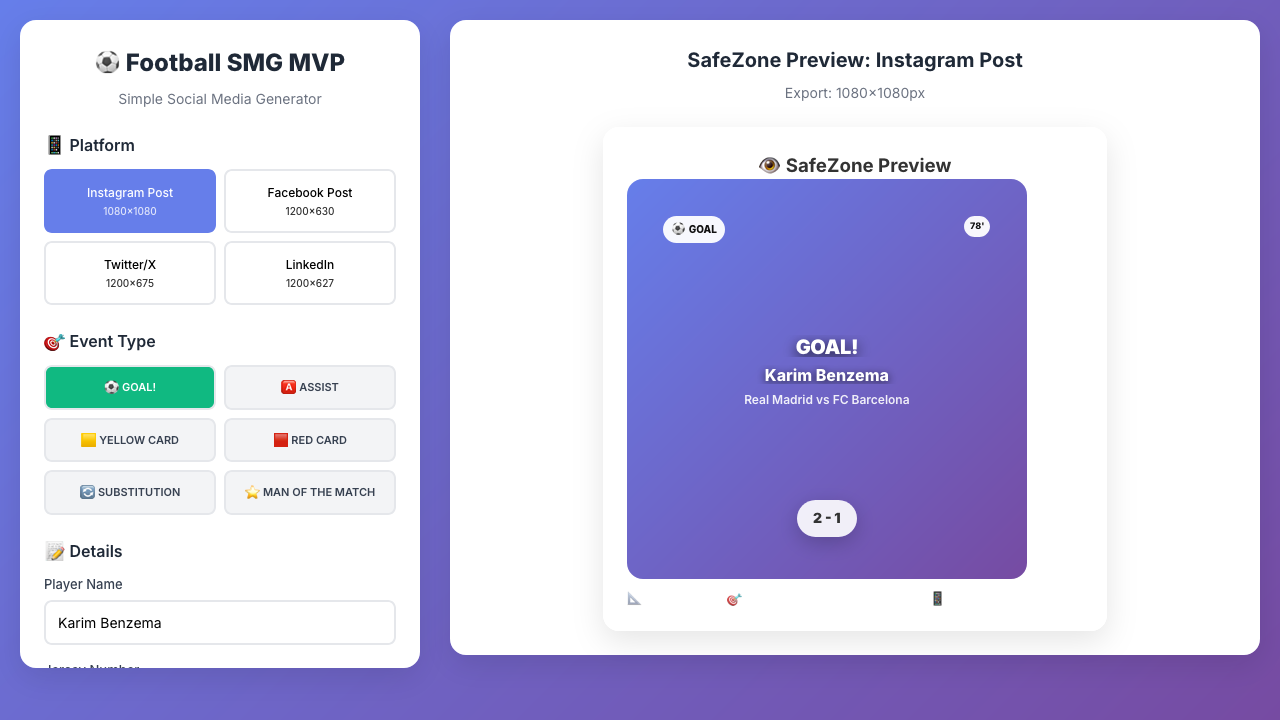 ⚽ Football SMG MVP
Simple Social Media Generator
📱 Platform
Instagram Post
1080×1080
Facebook Post
1200×630
Twitter/X
1200×675
LinkedIn
1200×627
🎯 Event Type
⚽ GOAL!
🅰️ ASSIST
🟨 YELLOW CARD
🟥 RED CARD
🔄 SUBSTITUTION
⭐ MAN OF THE MATCH
📝 Details
Player Name
Karim Benzema
SafeZone Preview: Instagram Post
Export: 1080×1080px
👁️ SafeZone Preview
⚽ GOAL
78'
GOAL!
Karim Benzema
Real Madrid vs FC Barcelona
2 - 1